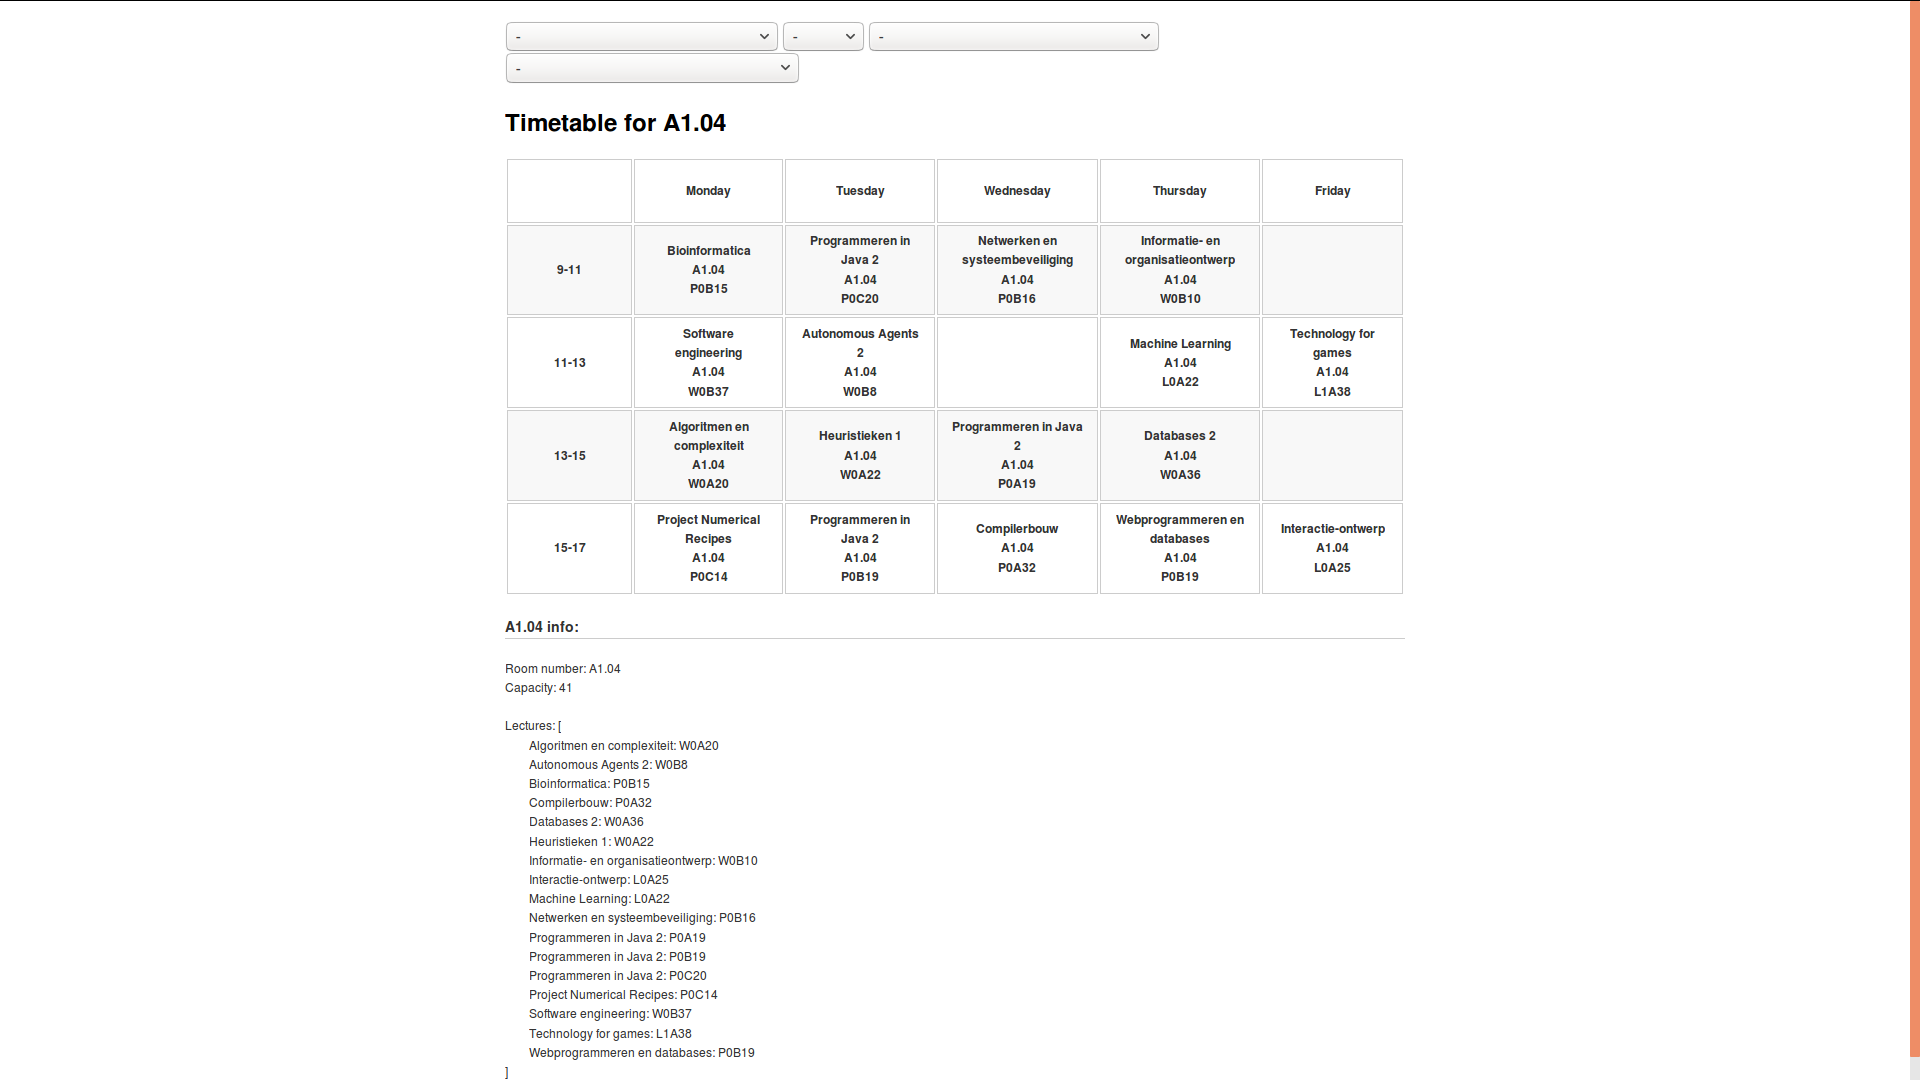 - - -
-
Timetable for A1.04
Monday Tuesday Wednesday Thursday Friday
9-11
Bioinformatica
A1.04
P0B15
Programmeren in
Java 2
A1.04
P0C20
Netwerken en
systeembeveiliging
A1.04
P0B16
Informatie- en
organisatieontwerp
A1.04
W0B10
11-13
Software
engineering
A1.04
W0B37
Autonomous Agents
2
A1.04
W0B8
Machine Learning
A1.04
L0A22
Technology for
games
A1.04
L1A38
13-15
Algoritmen en
complexiteit
A1.04
W0A20
Heuristieken 1
A1.04
W0A22
Programmeren in Java
2
A1.04
P0A19
Databases 2
A1.04
W0A36
15-17
Project Numerical
Recipes
A1.04
P0C14
Programmeren in
Java 2
A1.04
P0B19
Compilerbouw
A1.04
P0A32
Webprogrammeren en
databases
A1.04
P0B19
Interactie-ontwerp
A1.04
L0A25
A1.04 info:
Room number: A1.04
Capacity: 41
Lectures: [
Algoritmen en complexiteit: W0A20
Autonomous Agents 2: W0B8
Bioinformatica: P0B15
Compilerbouw: P0A32
Databases 2: W0A36
Heuristieken 1: W0A22
Informatie- en organisatieontwerp: W0B10
Interactie-ontwerp: L0A25
Machine Learning: L0A22
Netwerken en systeembeveiliging: P0B16
Programmeren in Java 2: P0A19
Programmeren in Java 2: P0B19
Programmeren in Java 2: P0C20
Project Numerical Recipes: P0C14
Software engineering: W0B37
Technology for games: L1A38
Webprogrammeren en databases: P0B19
]